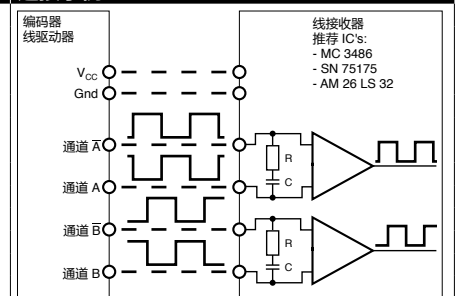 编码器
线驱动器
线接收器
推荐 IC's:
- MC 3486
- SN 75175
- AM 26 LS 32
V_CC
Gnd
通道 A̅
R
C
通道 A
通道 B̅
R
C
通道 B